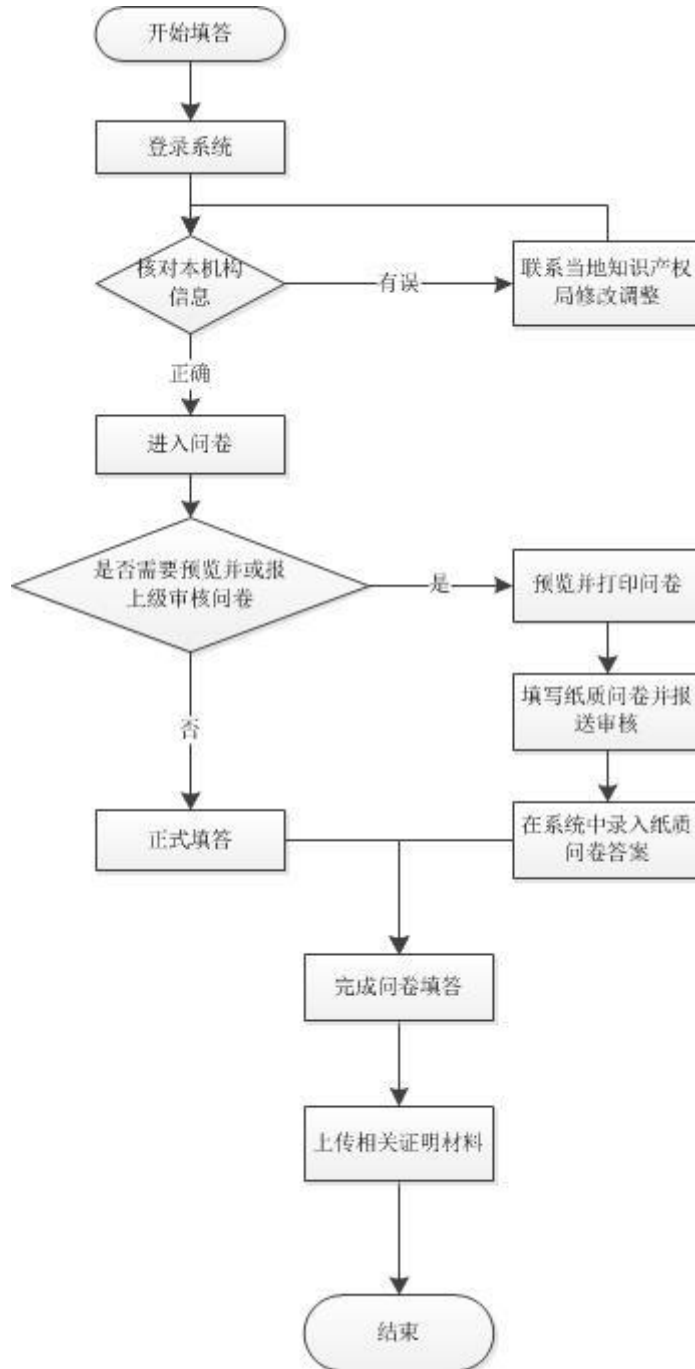 开始填答
登录系统
核对本机构
信息
有误
联系当地知识产权
局修改调整
正确
进入问卷
是否需要预览并或报
上级审核问卷
是
预览并打印问卷
填写纸质问卷并报
送审核
否
正式填答
在系统中录入纸质
问卷答案
完成问卷填答
上传相关证明材料
结束